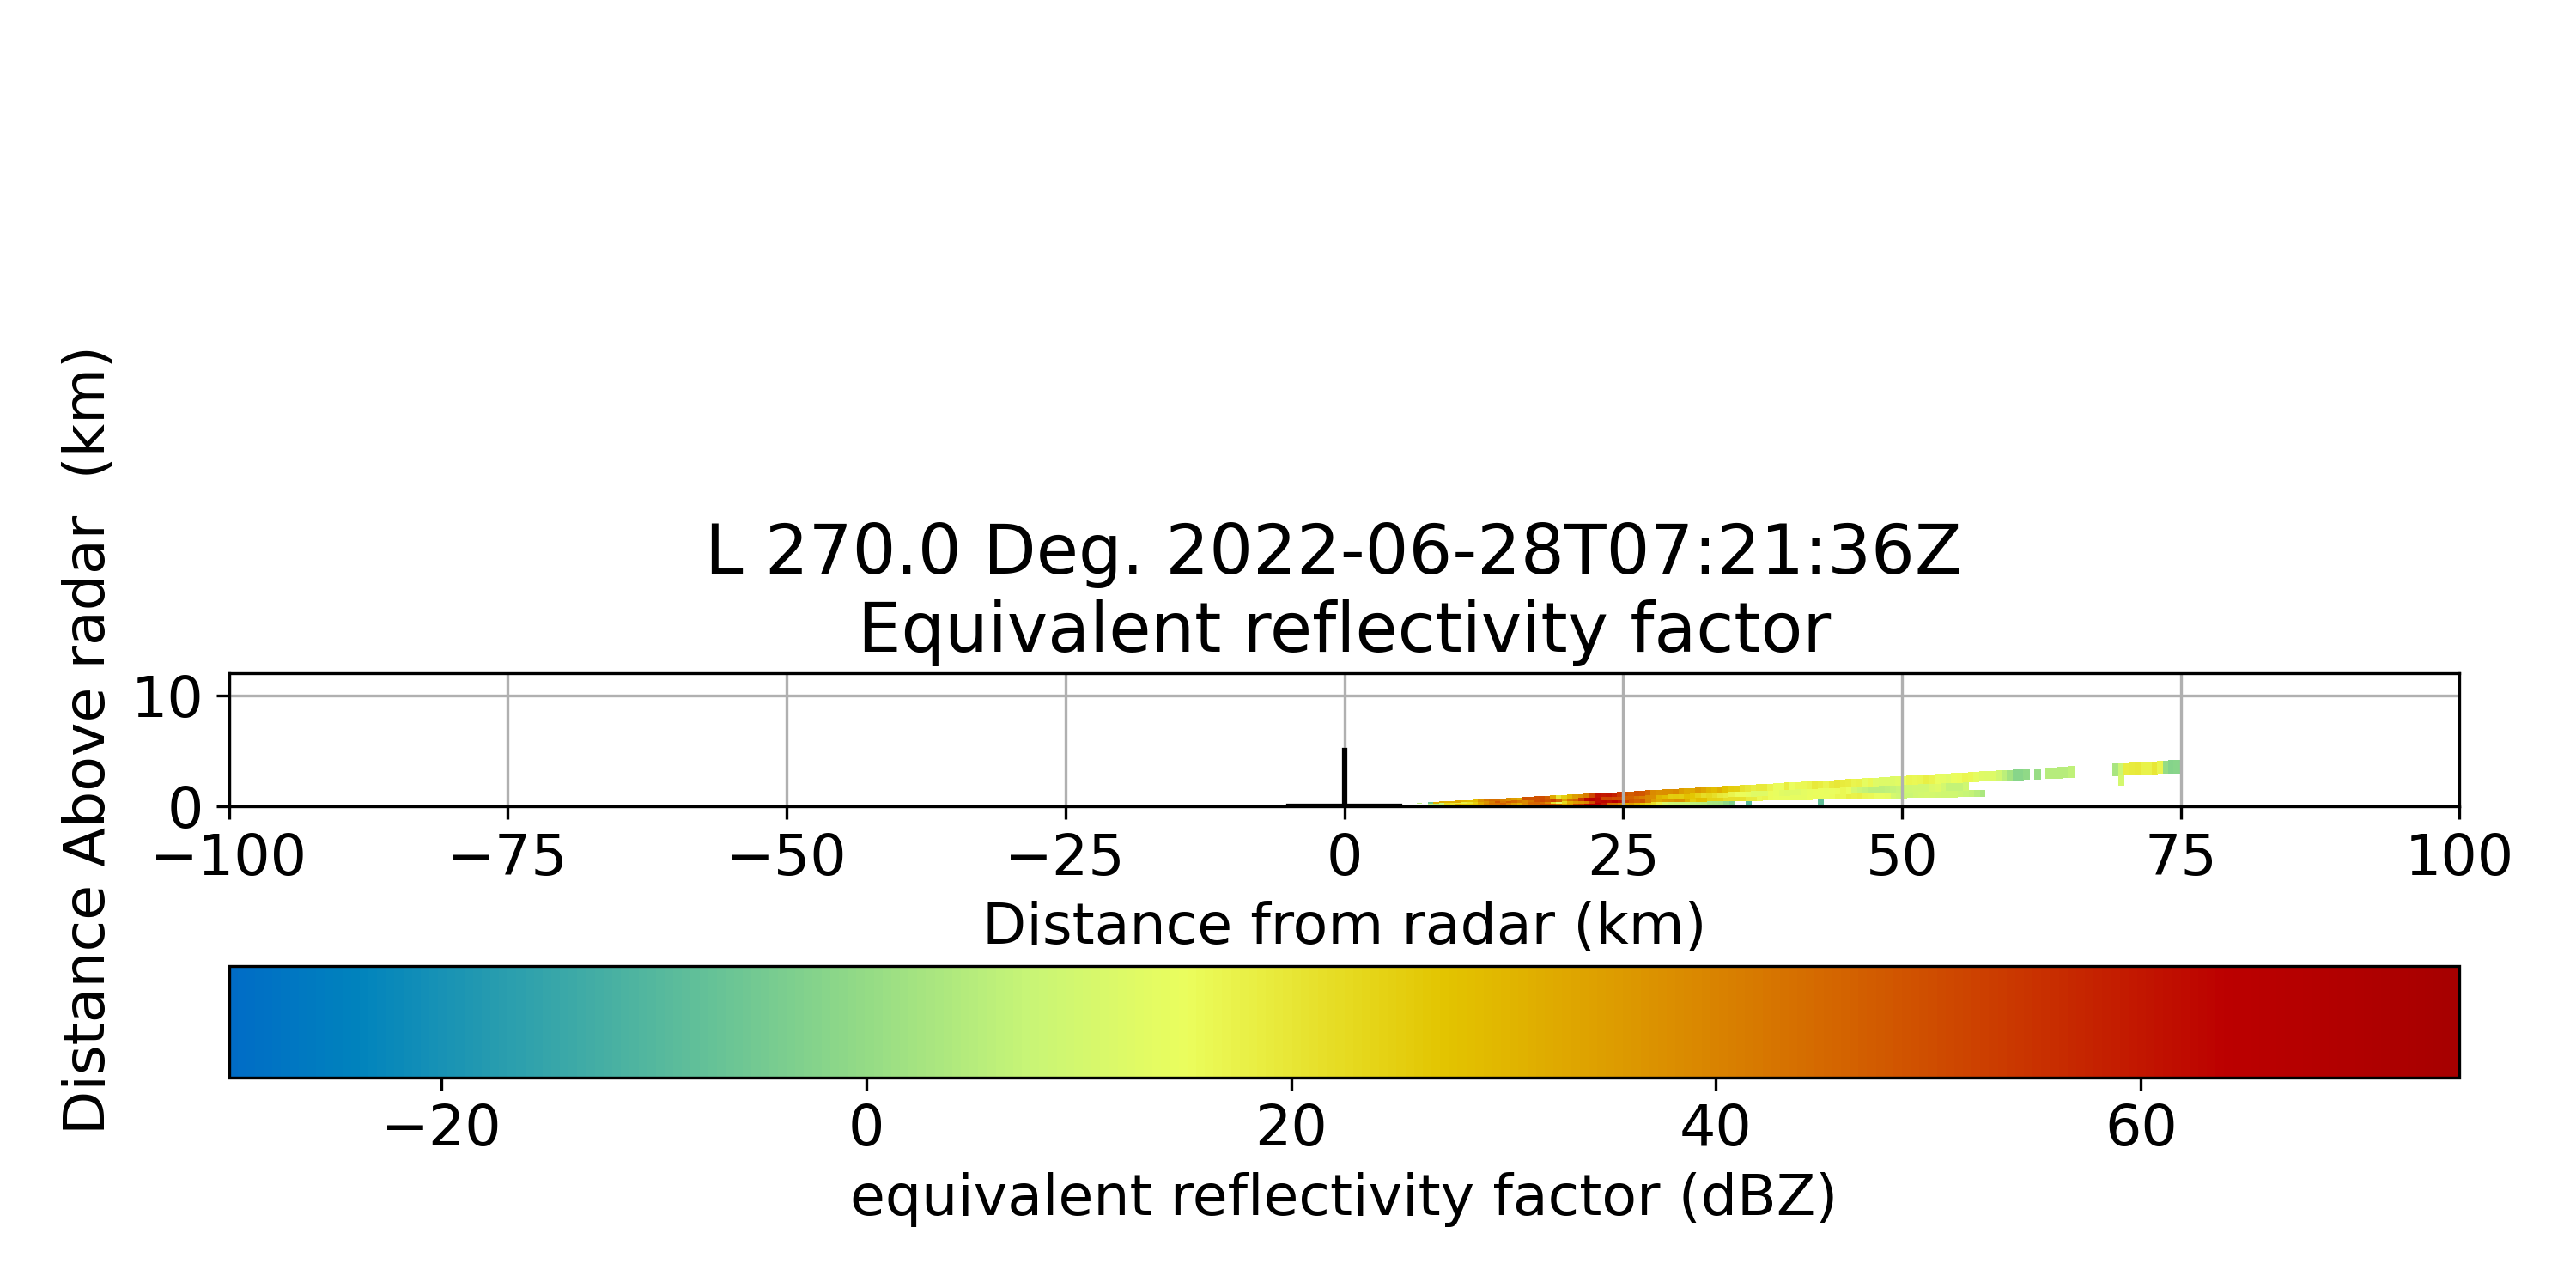 L 270.0 Deg. 2022-06-28T07:21:36Z
Equivalent reflectivity factor
Distance Above radar  (km)
10
0
−100 −75 −50 −25 0 25 50 75 100
Distance from radar (km)
−20 0 20 40 60
equivalent reflectivity factor (dBZ)